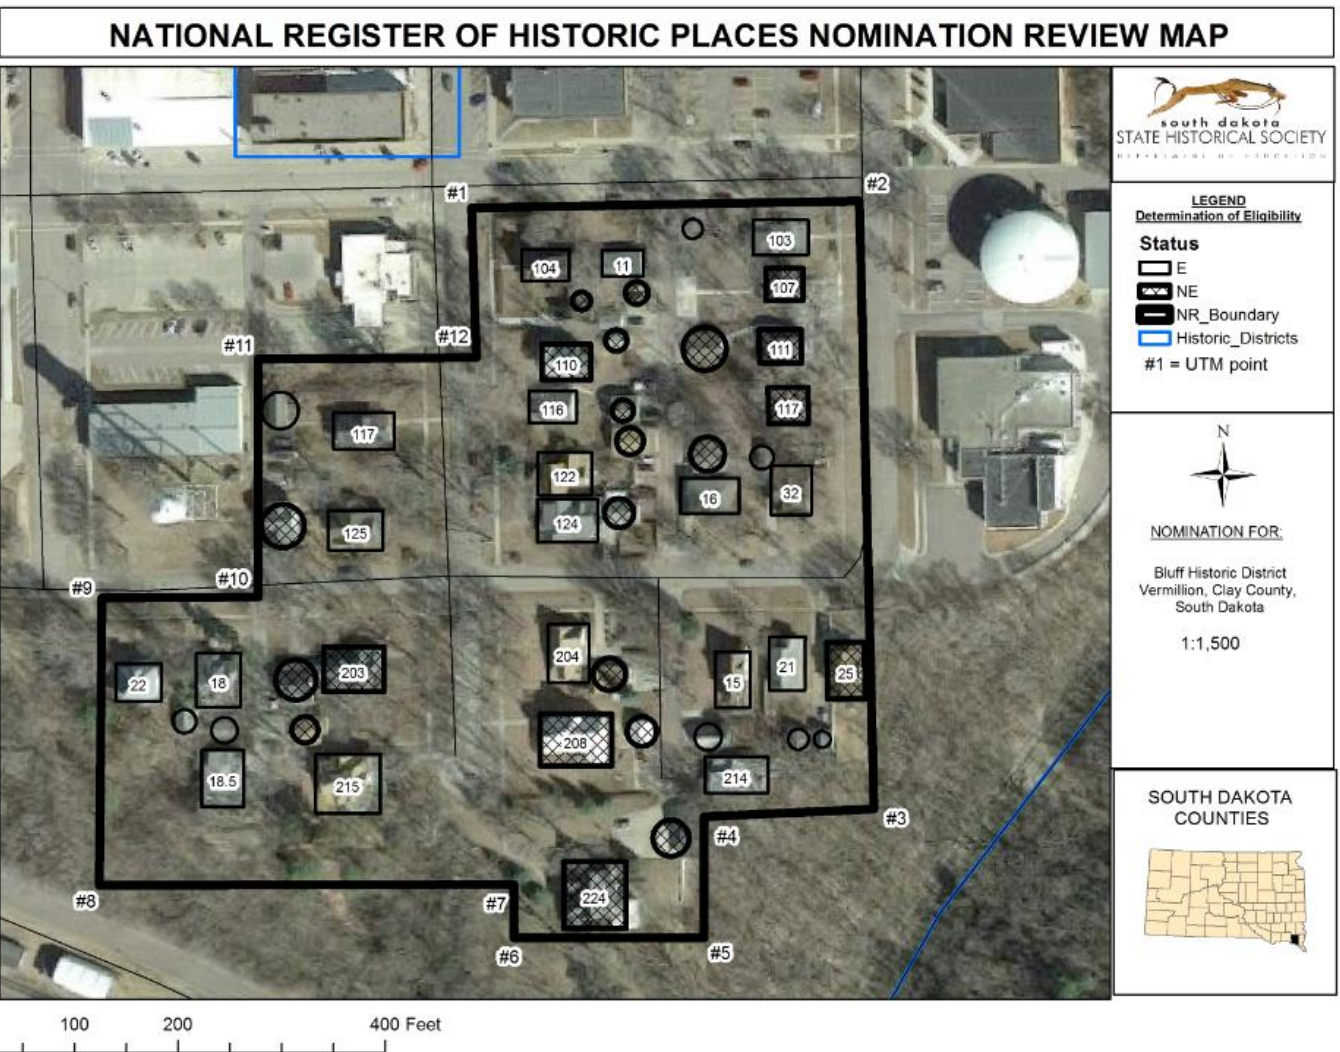 NATIONAL REGISTER OF HISTORIC PLACES NOMINATION REVIEW MAP
south dakota
STATE HISTORICAL SOCIETY
LEGEND
Determination of Eligibility
Status
E
NE
NR_Boundary
Historic_Districts
#1 = UTM point
N
NOMINATION FOR:
Bluff Historic District
Vermillion, Clay County,
South Dakota
1:1,500
SOUTH DAKOTA
COUNTIES
#1
#2
103
104
11
107
#12
#11
110
111
116
117
117
122
16
32
124
125
#10
#9
204
203
21
22
18
15
25
208
18.5
215
214
#3
#4
#8
#7
224
#6
#5
100
200
400 Feet